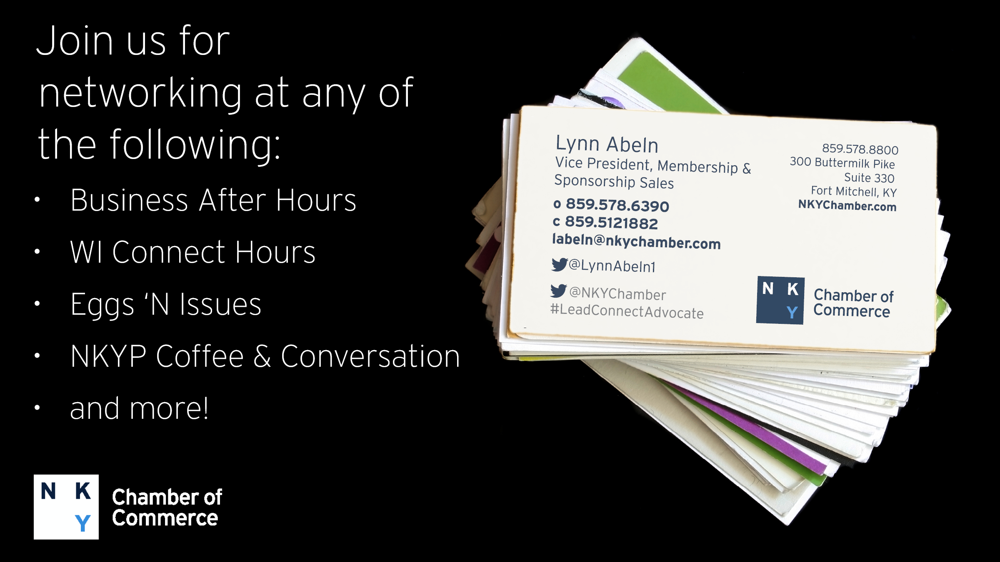 Join us for
networking at any of
the following:
• Business After Hours
• WI Connect Hours
• Eggs ‘N Issues
• NKYP Coffee & Conversation
• and more!
N K
Y
Chamber of
Commerce
Lynn Abeln
Vice President, Membership &
Sponsorship Sales
o 859.578.6390
c 859.5121882
labeln@nkychamber.com
@LynnAbeln1
@NKYChamber
#LeadConnectAdvocate
859.578.8800
300 Buttermilk Pike
Suite 330
Fort Mitchell, KY
NKYChamber.com
N K
Y
Chamber of
Commerce